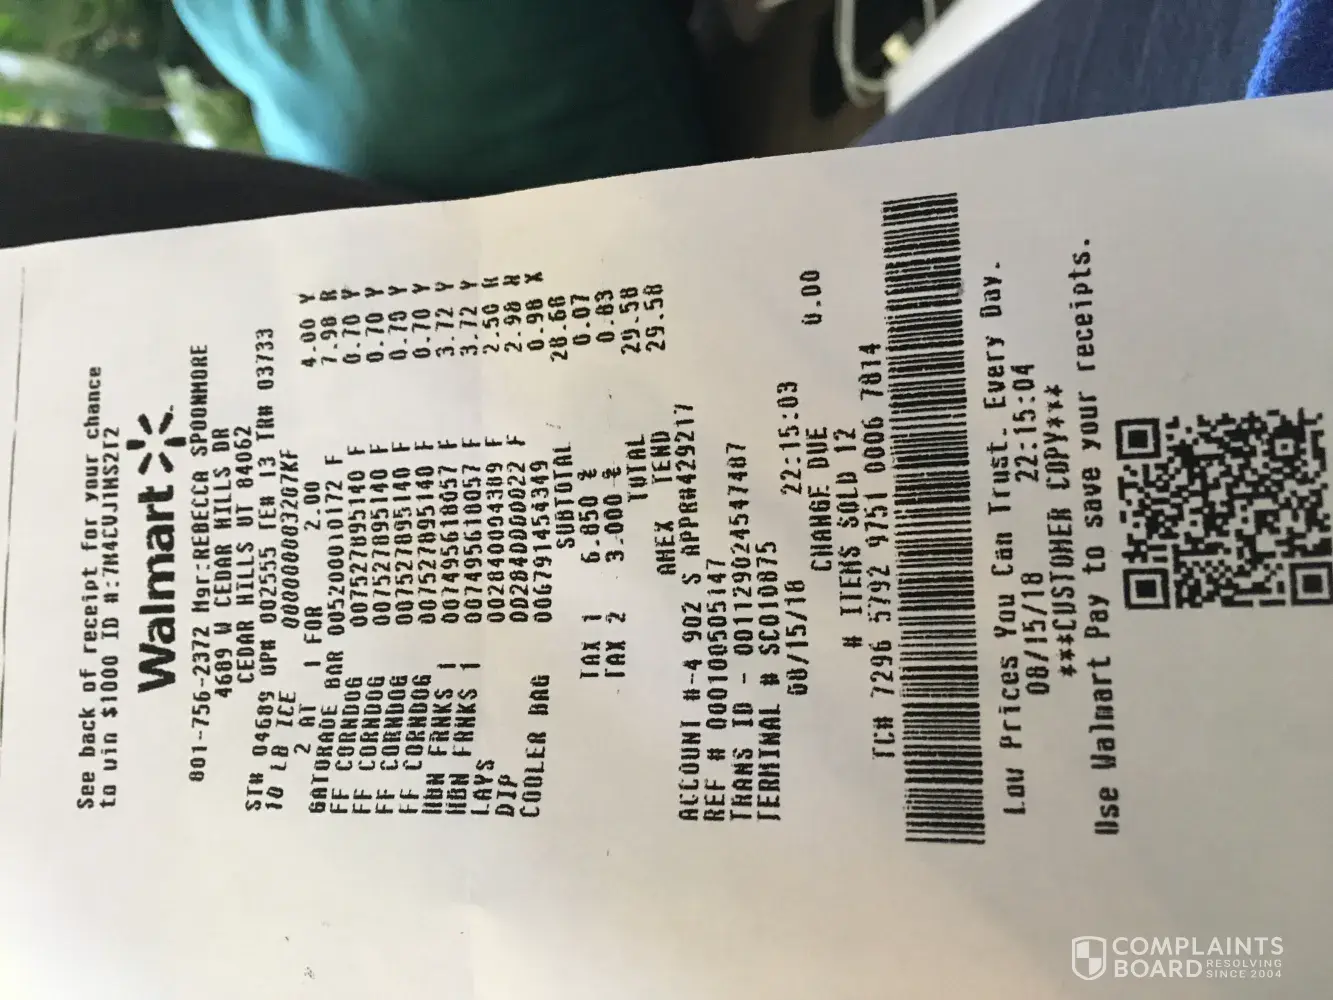 See back of receipt for your chance
to win $1000 ID #:7N4CVJ1NS2T2
Walmart
801-756-2372 Mgr:REBECCA SPOONMORE
4689 W CEDAR HILLS DR
CEDAR HILLS UT 84062
ST# 04689 OP# 002555 TE# 13 TR# 03733
10 LB ICE 000000003207KF
2 AT 1 FOR 2.00 4.00 Y
GATORADE BAR 005200010172 F 7.98 R
FF CORNDOG 007527895140 F 0.70 Y
FF CORNDOG 007527895140 F 0.70 Y
FF CORNDOG 007527895140 F 0.70 Y
FF CORNDOG 007527895140 F 0.70 Y
HBN FRNKS 1 007495618057 F 3.72 Y
HBN FRNKS 1 007495618057 F 3.72 Y
LAYS 002840004389 F 2.50 R
DIP 002840000022 F 2.98 R
COOLER BAG 006791454349 0.98 X
SUBTOTAL 28.68
TAX 1 6.850 % 0.07
TAX 2 3.000 % 0.83
TOTAL 29.58
AMEX TEND 29.58
ACCOUNT #-4 902 S APPR#429217
REF # 000100505147
TRANS ID - 001129024547487
TERMINAL # SC010875
08/15/18 22:15:03
CHANGE DUE 0.00
# ITEMS SOLD 12
TC# 7296 5792 9751 0006 7814
Low Prices You Can Trust. Every Day.
08/15/18 22:15:04
***CUSTOMER COPY***
Use Walmart Pay to save your receipts.
COMPLAINTS
BOARD RESOLVING
SINCE 2004